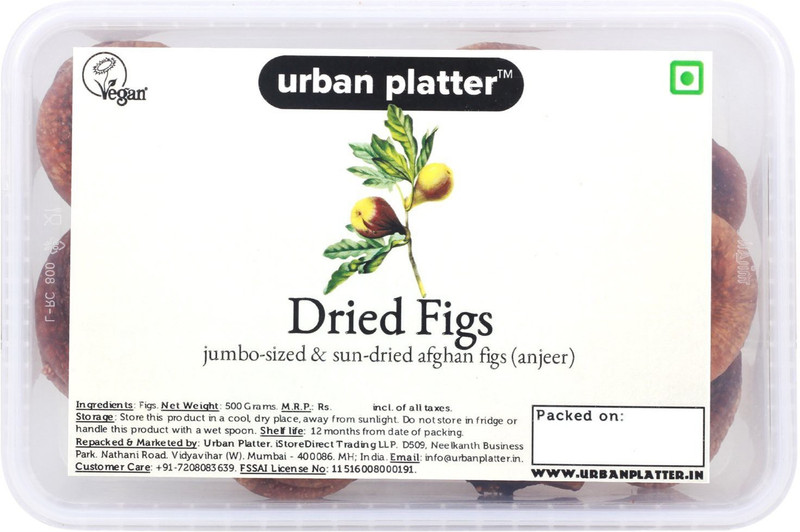 Vegan
urban platter™
Dried Figs
jumbo-sized & sun-dried afghan figs (anjeer)
Ingredients: Figs. Net Weight: 500 Grams. M.R.P.: Rs. incl. of all taxes.
Storage: Store this product in a cool, dry place, away from sunlight. Do not store in fridge or
handle this product with a wet spoon. Shelf life: 12 months from date of packing.
Repacked & Marketed by: Urban Platter. iStoreDirect Trading LLP. D509, Neelkanth Business
Park. Nathani Road. Vidyavihar (W). Mumbai - 400086. MH; India. Email: info@urbanplatter.in.
Customer Care: +91-7208083639. FSSAI License No: 11516008000191.
Packed on:
WWW.URBANPLATTER.IN
L-RC 800